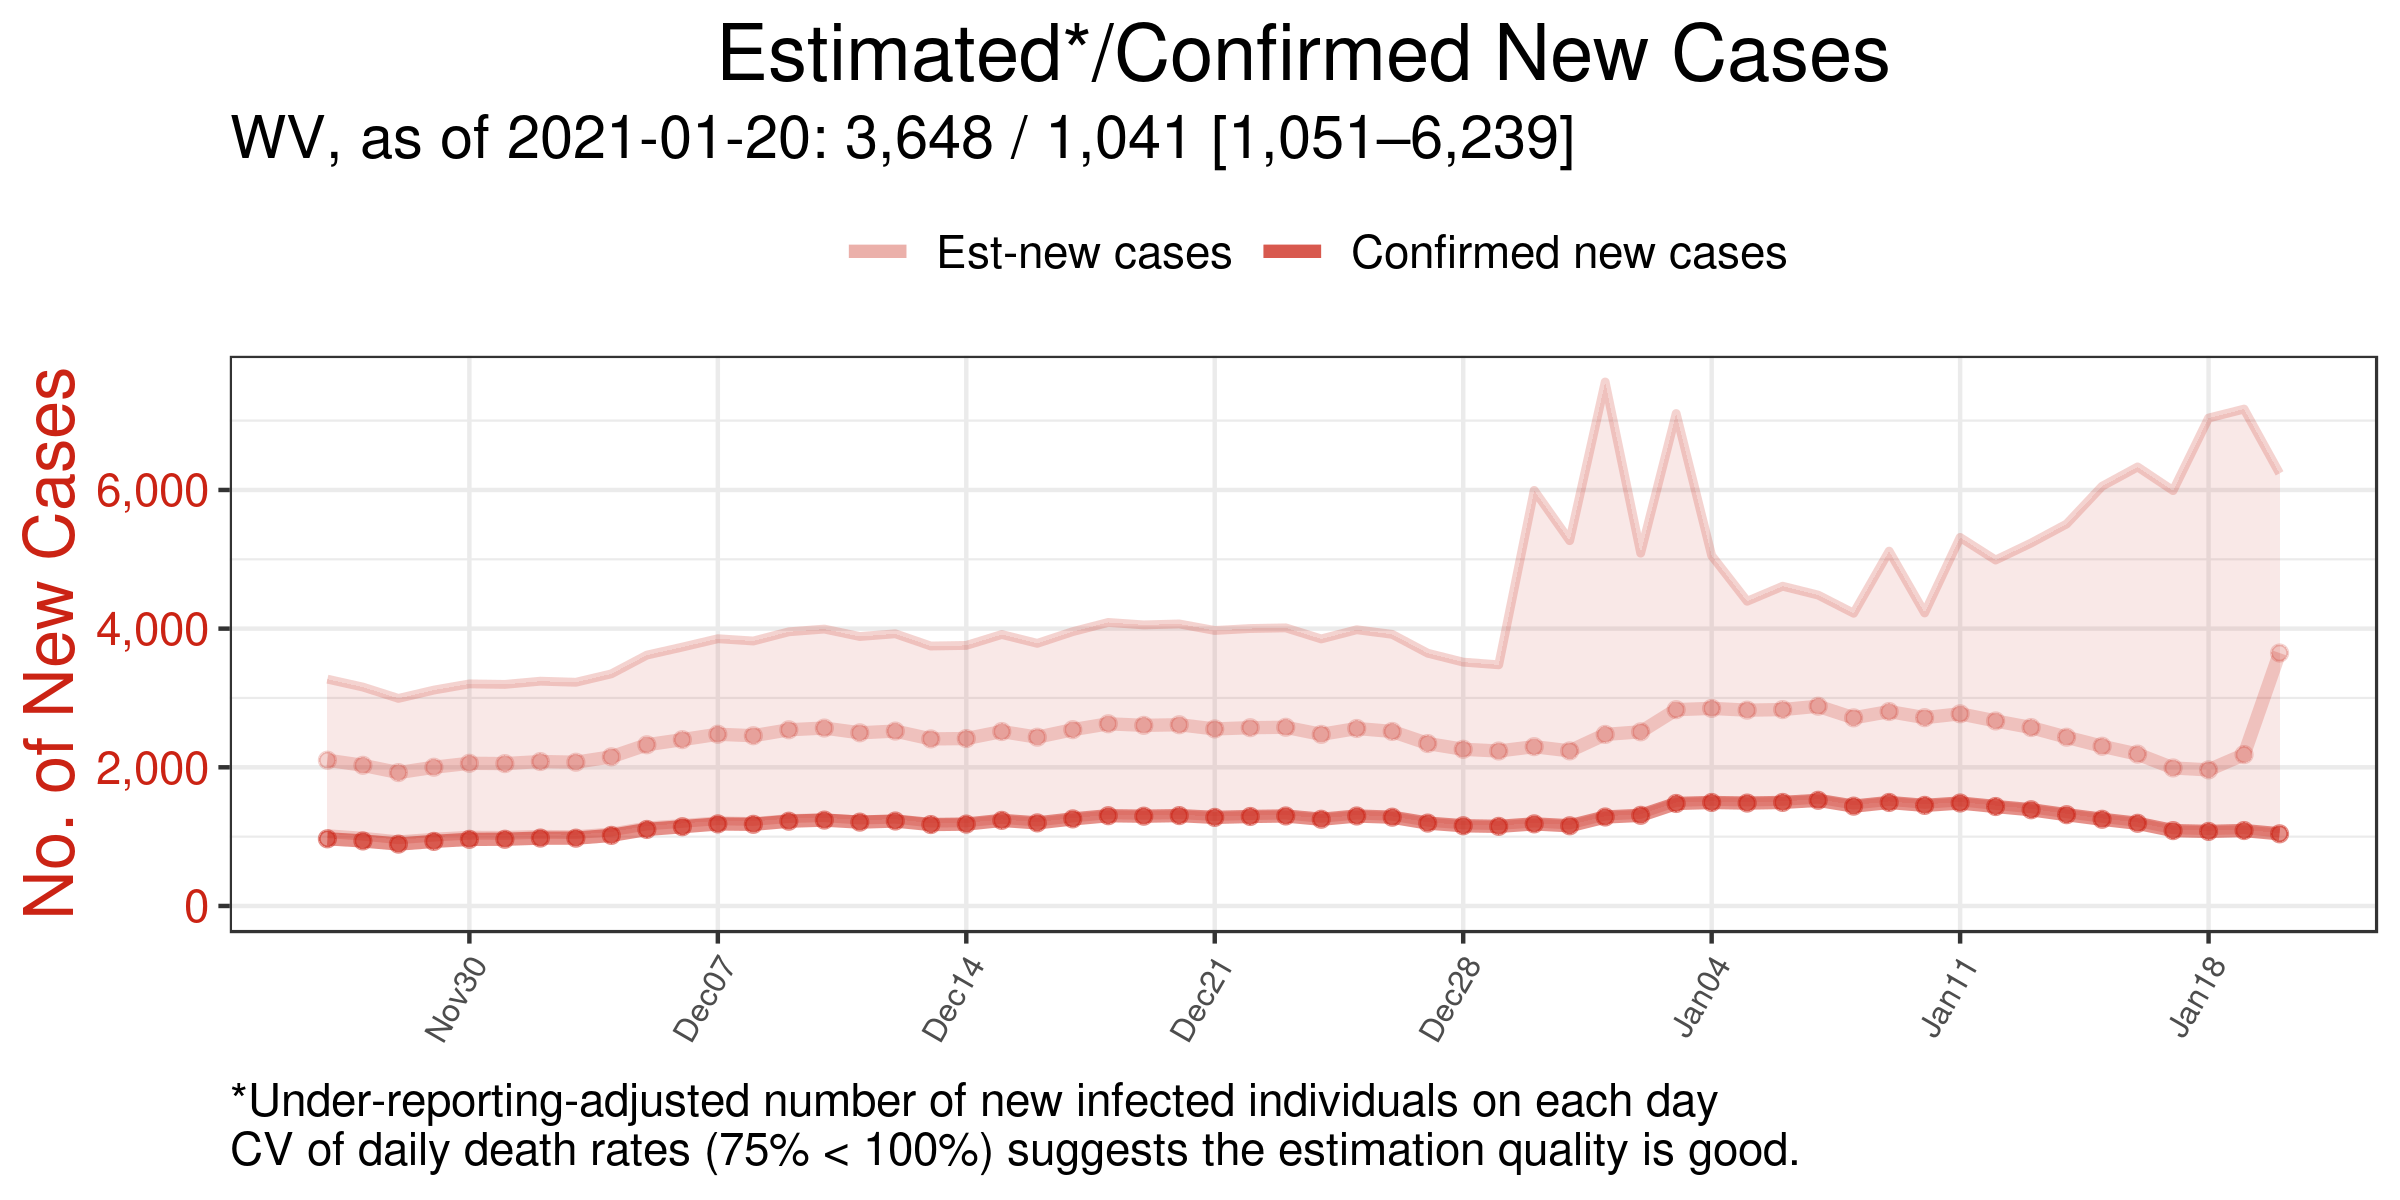 Estimated*/Confirmed New Cases
WV, as of 2021-01-20: 3,648 / 1,041 [1,051–6,239]
Est-new cases
Confirmed new cases
No. of New Cases
6,000
4,000
2,000
0
Nov30
Dec07
Dec14
Dec21
Dec28
Jan04
Jan11
Jan18
*Under-reporting-adjusted number of new infected individuals on each day
CV of daily death rates (75% < 100%) suggests the estimation quality is good.